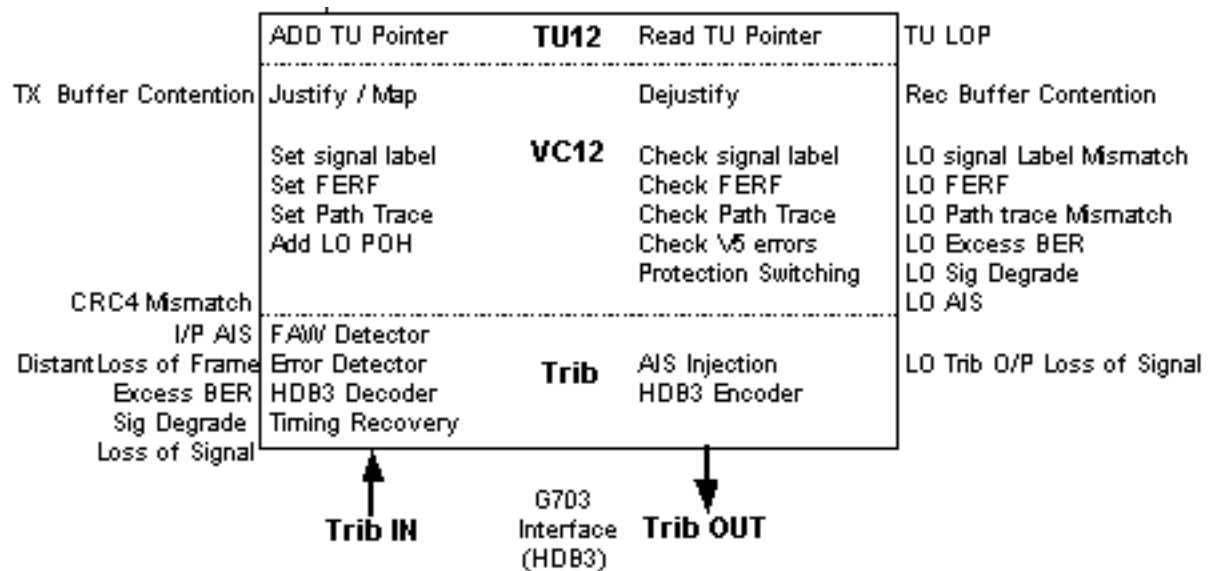 ADD TU Pointer TU12 Read TU Pointer TU LOP
TX Buffer Contention Justify / Map Dejustify Rec Buffer Contention
Set signal label VC12 Check signal label LO signal Label Mismatch
Set FERF Check FERF LO FERF
Set Path Trace Check Path Trace LO Path trace Mismatch
Add LO POH Check V5 errors LO Excess BER
Protection Switching LO Sig Degrade
CRC4 Mismatch LO AIS
I/P AIS FAW Detector
DistantLoss of Frame Error Detector Trib AIS Injection LO Trib O/P Loss of Signal
Excess BER HDB3 Decoder HDB3 Encoder
Sig Degrade Timing Recovery
Loss of Signal
G703
Trib IN Interface Trib OUT
(HDB3)